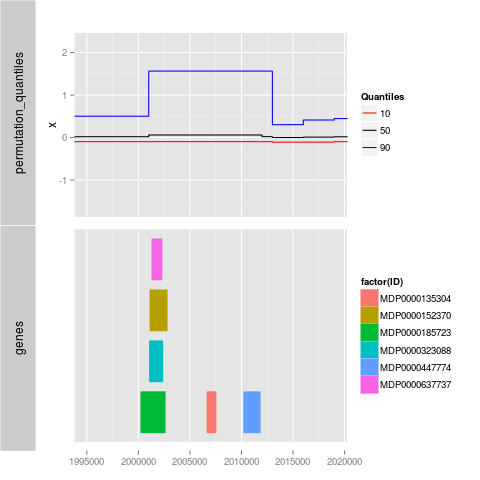 permutation_quantiles
x
2
1
0
-1
Quantiles
10
50
90
genes
factor(ID)
MDP0000135304
MDP0000152370
MDP0000185723
MDP0000323088
MDP0000447774
MDP0000637737
1995000 2000000 2005000 2010000 2015000 2020000